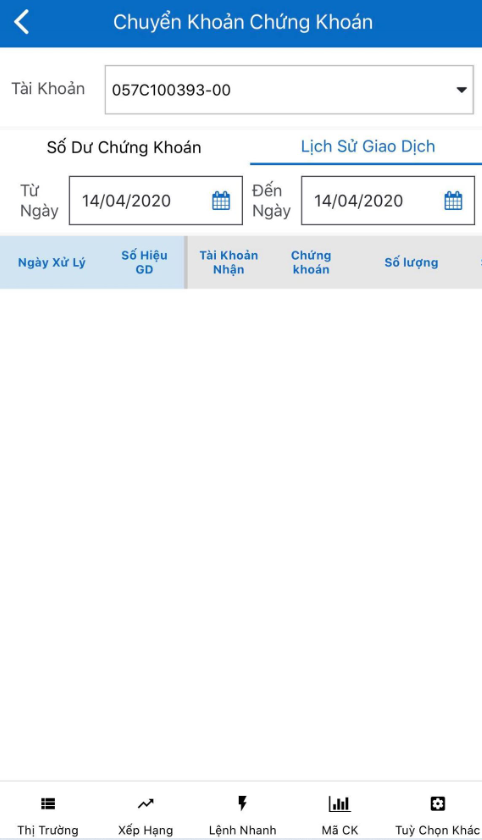 Chuyển Khoản Chứng Khoán
Tài Khoản 057C100393-00
Số Dư Chứng Khoán Lịch Sử Giao Dịch
Từ Ngày 14/04/2020 Đến Ngày 14/04/2020
Ngày Xử Lý Số Hiệu GD Tài Khoản Nhận Chứng khoán Số lượng
Thị Trường Xếp Hạng Lệnh Nhanh Mã CK Tuỳ Chọn Khác